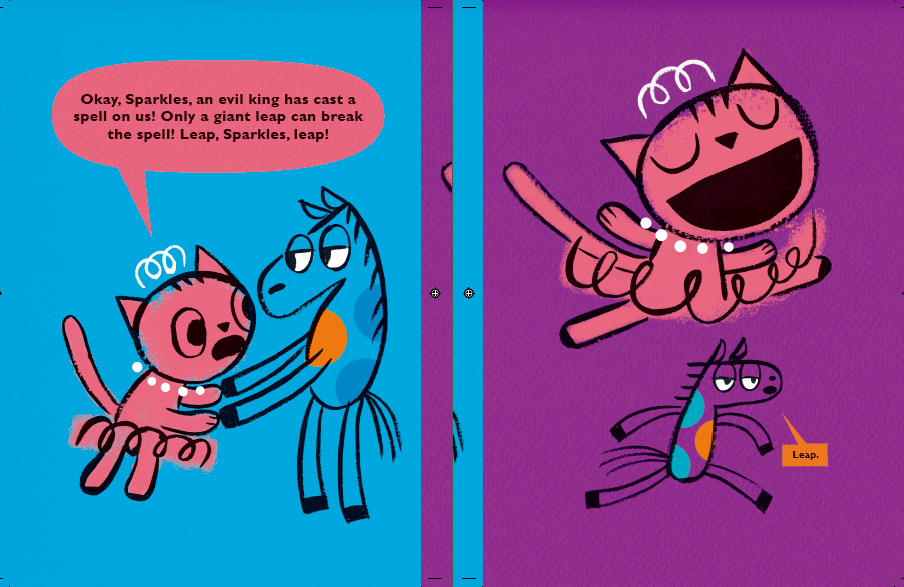 Okay, Sparkles, an evil king has cast a
spell on us! Only a giant leap can break
the spell! Leap, Sparkles, leap!
Leap.